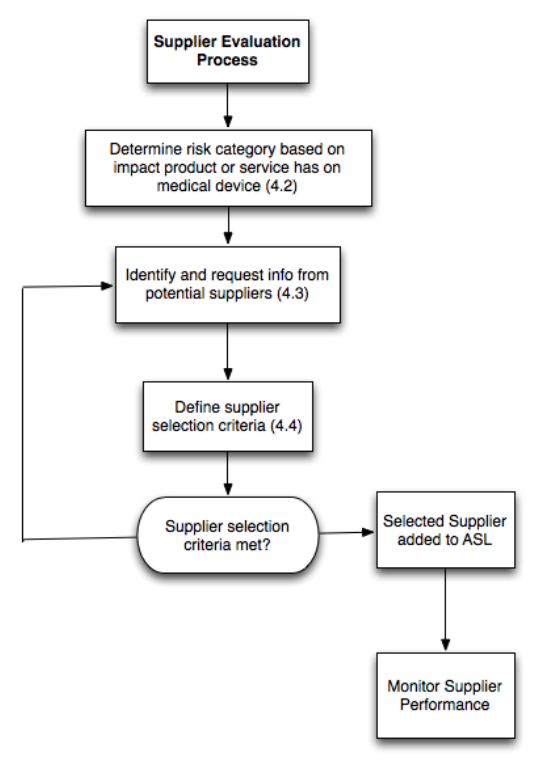 Supplier Evaluation
Process
Determine risk category based on
impact product or service has on
medical device (4.2)
Identify and request info from
potential suppliers (4.3)
Define supplier
selection criteria (4.4)
Supplier selection
criteria met?
Selected Supplier
added to ASL
Monitor Supplier
Performance